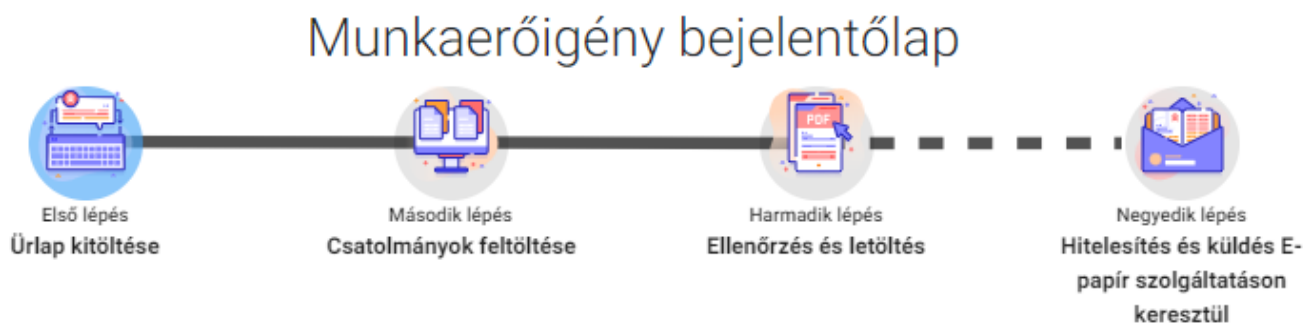 Munkaerőigény bejelentőlap
Első lépés
Űrlap kitöltése
Második lépés
Csatolmányok feltöltése
PDF
Harmadik lépés
Ellenőrzés és letöltés
Negyedik lépés
Hitelesítés és küldés E-
papír szolgáltatáson
keresztül